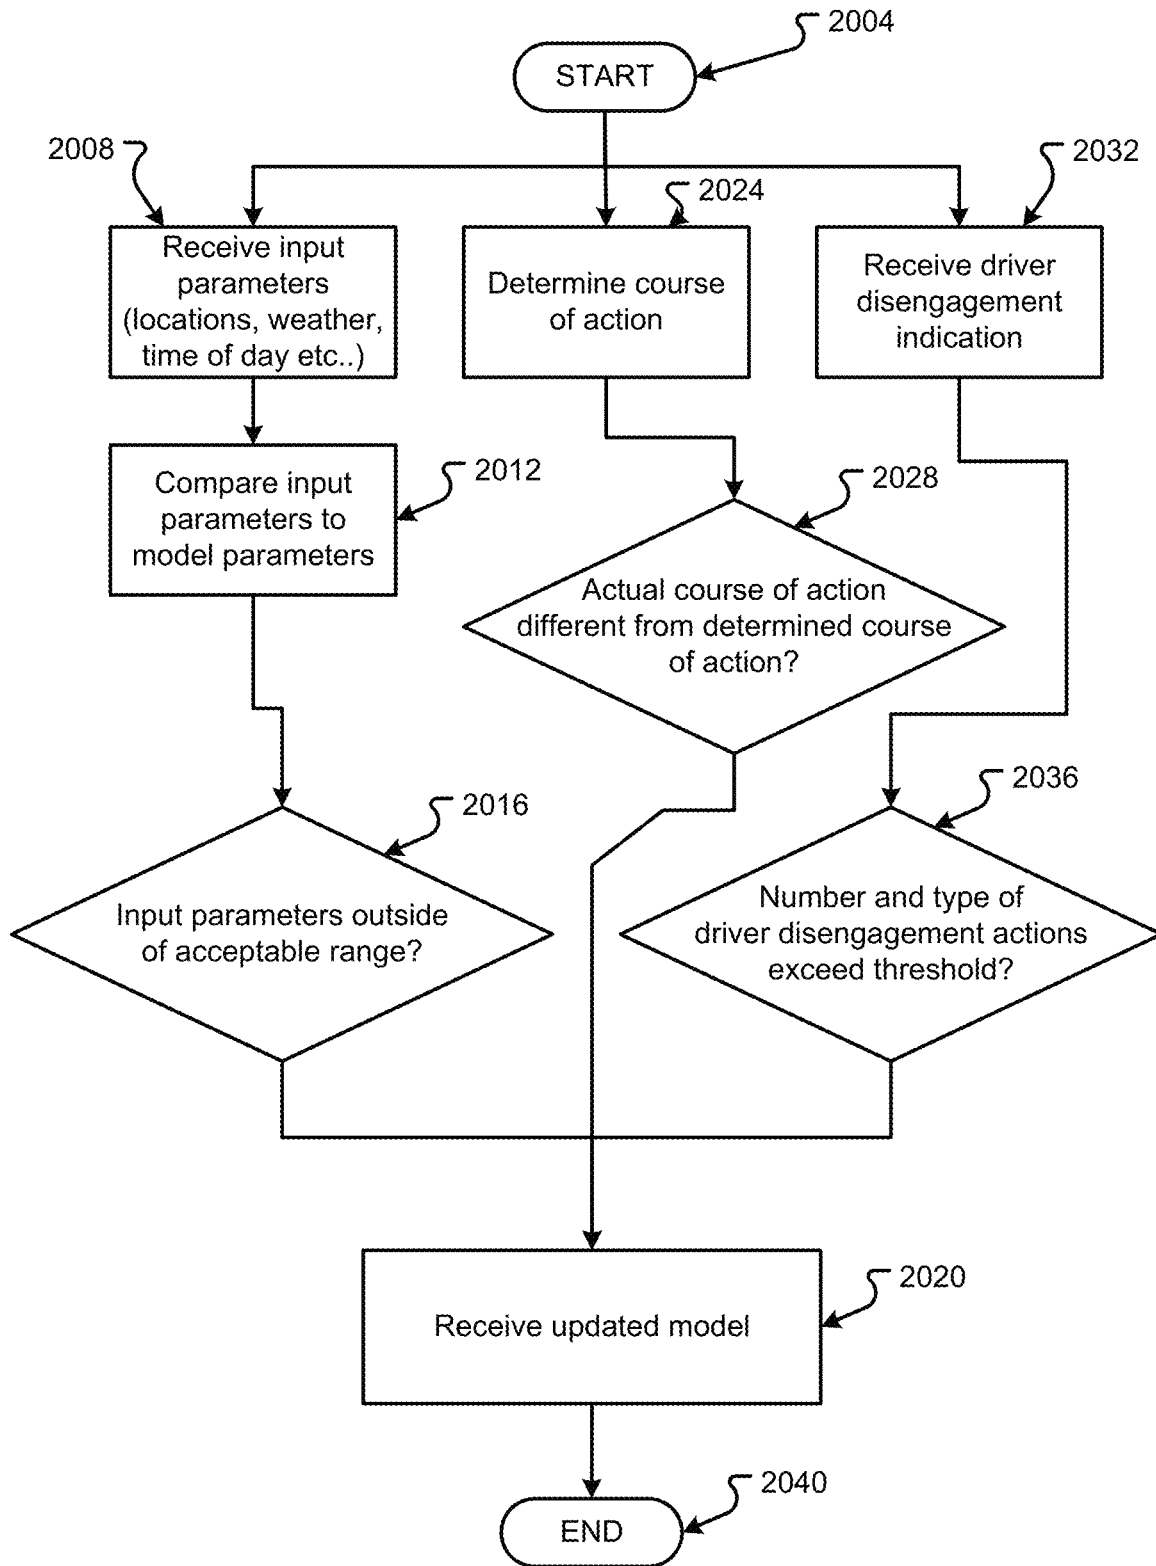 2004
START
2008
2032
2024
Receive input
parameters
(locations, weather,
time of day etc..)
Determine course
of action
Receive driver
disengagement
indication
Compare input
parameters to
model parameters
2012
2028
Actual course of action
different from determined course
of action?
2016
2036
Input parameters outside
of acceptable range?
Number and type of
driver disengagement actions
exceed threshold?
2020
Receive updated model
2040
END